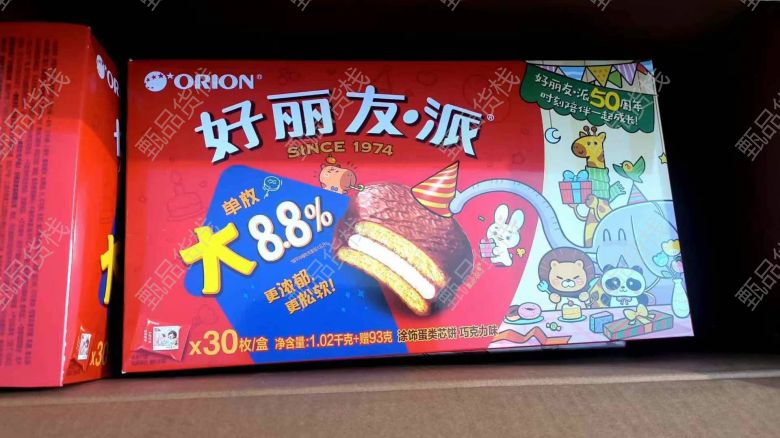 ORION
好丽友·派
SINCE 1974
好丽友·派50周年
时刻陪伴一起成长!
单枚
大8.8%
更浓郁,
更松软!
x30枚/盒
净含量:1.02千克+赠93克
涂饰蛋类芯饼 巧克力味
x30
甄品货栈